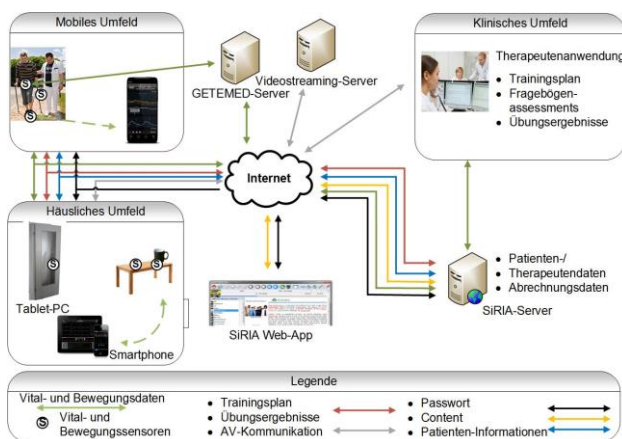 Mobiles Umfeld
S
S
S
GETEMED-Server
Videostreaming-Server
Klinisches Umfeld
Therapeutenanwendung
• Trainingsplan
• Fragebögen-
assessments
• Übungsergebnisse
Internet
Häusliches Umfeld
S
S
S
Tablet-PC
Smartphone
SiRIA Web-App
SiRIA-Server
• Patienten-/
• Therapeutendaten
• Abrechnungsdaten
Legende
Vital- und Bewegungsdaten
S
Vital- und
Bewegungssensoren
• Trainingsplan
• Übungsergebnisse
• AV-Kommunikation
• Passwort
• Content
• Patienten-Informationen